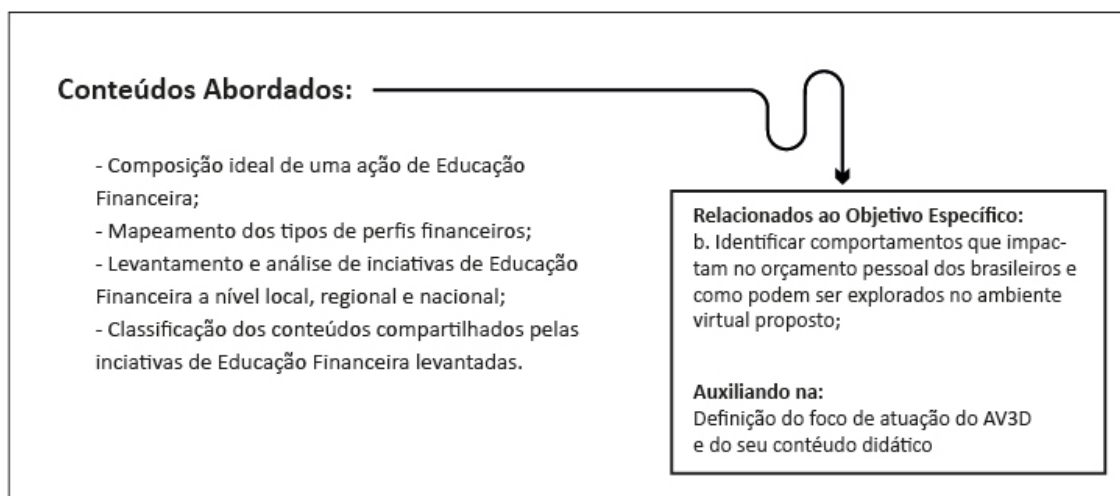 Conteúdos Abordados:
- Composição ideal de uma ação de Educação
Financeira;
- Mapeamento dos tipos de perfis financeiros;
- Levantamento e análise de inciativas de Educação
Financeira a nível local, regional e nacional;
- Classificação dos conteúdos compartilhados pelas
inciativas de Educação Financeira levantadas.
Relacionados ao Objetivo Específico:
b. Identificar comportamentos que impac-
tam no orçamento pessoal dos brasileiros e
como podem ser explorados no ambiente
virtual proposto;
Auxiliando na:
Definição do foco de atuação do AV3D
e do seu contéudo didático